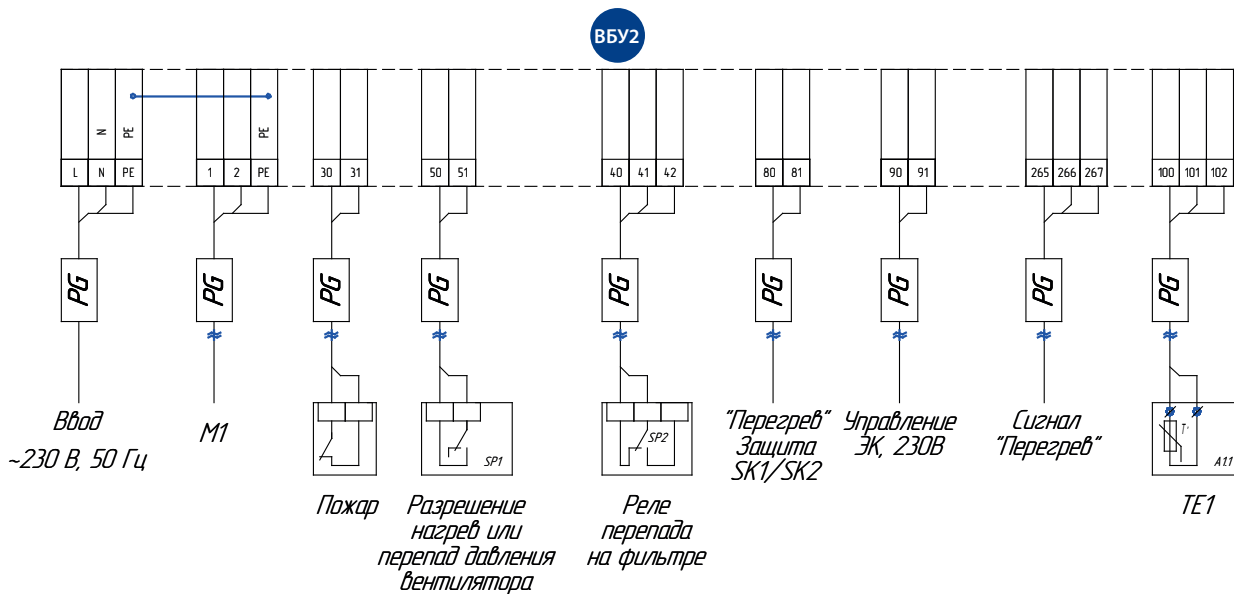 ВБУ2
N PE PE
L N PE 1 2 PE 30 31 50 51 40 41 42 80 81 90 91 265 266 267 100 101 102
PG PG PG PG PG PG PG PG PG
SP1 SP2 T° A1.1
Ввод
~230 В, 50 Гц
М1
Пожар
Разрешение
нагрев или
перепад давления
вентилятора
Реле
перепада
на фильтре
"Перегрев"
Защита
SK1/SK2
Управление
ЭК, 230В
Сигнал
"Перегрев"
TE1